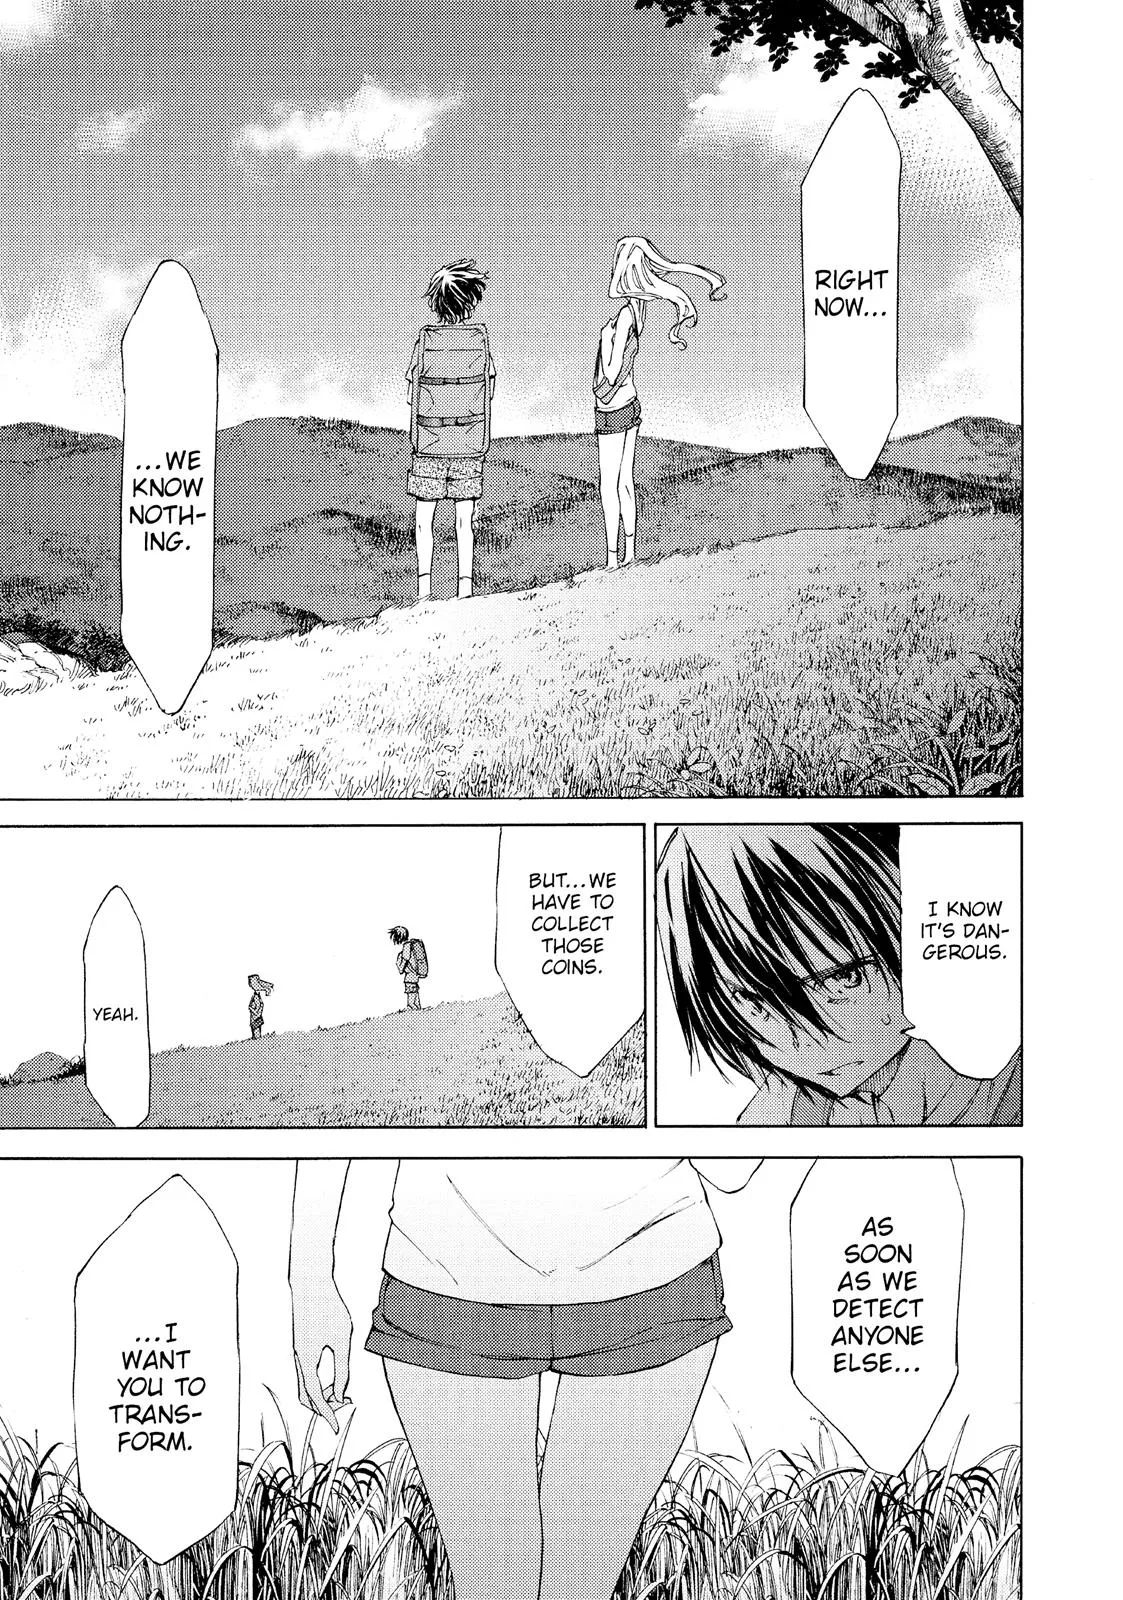 RIGHT
NOW...
...WE
KNOW
NOTH-
ING.
I KNOW
IT'S DAN-
GEROUS.
BUT...WE
HAVE TO
COLLECT
THOSE
COINS.
YEAH.
AS
SOON
AS WE
DETECT
ANYONE
ELSE...
...I
WANT
YOU TO
TRANS-
FORM.